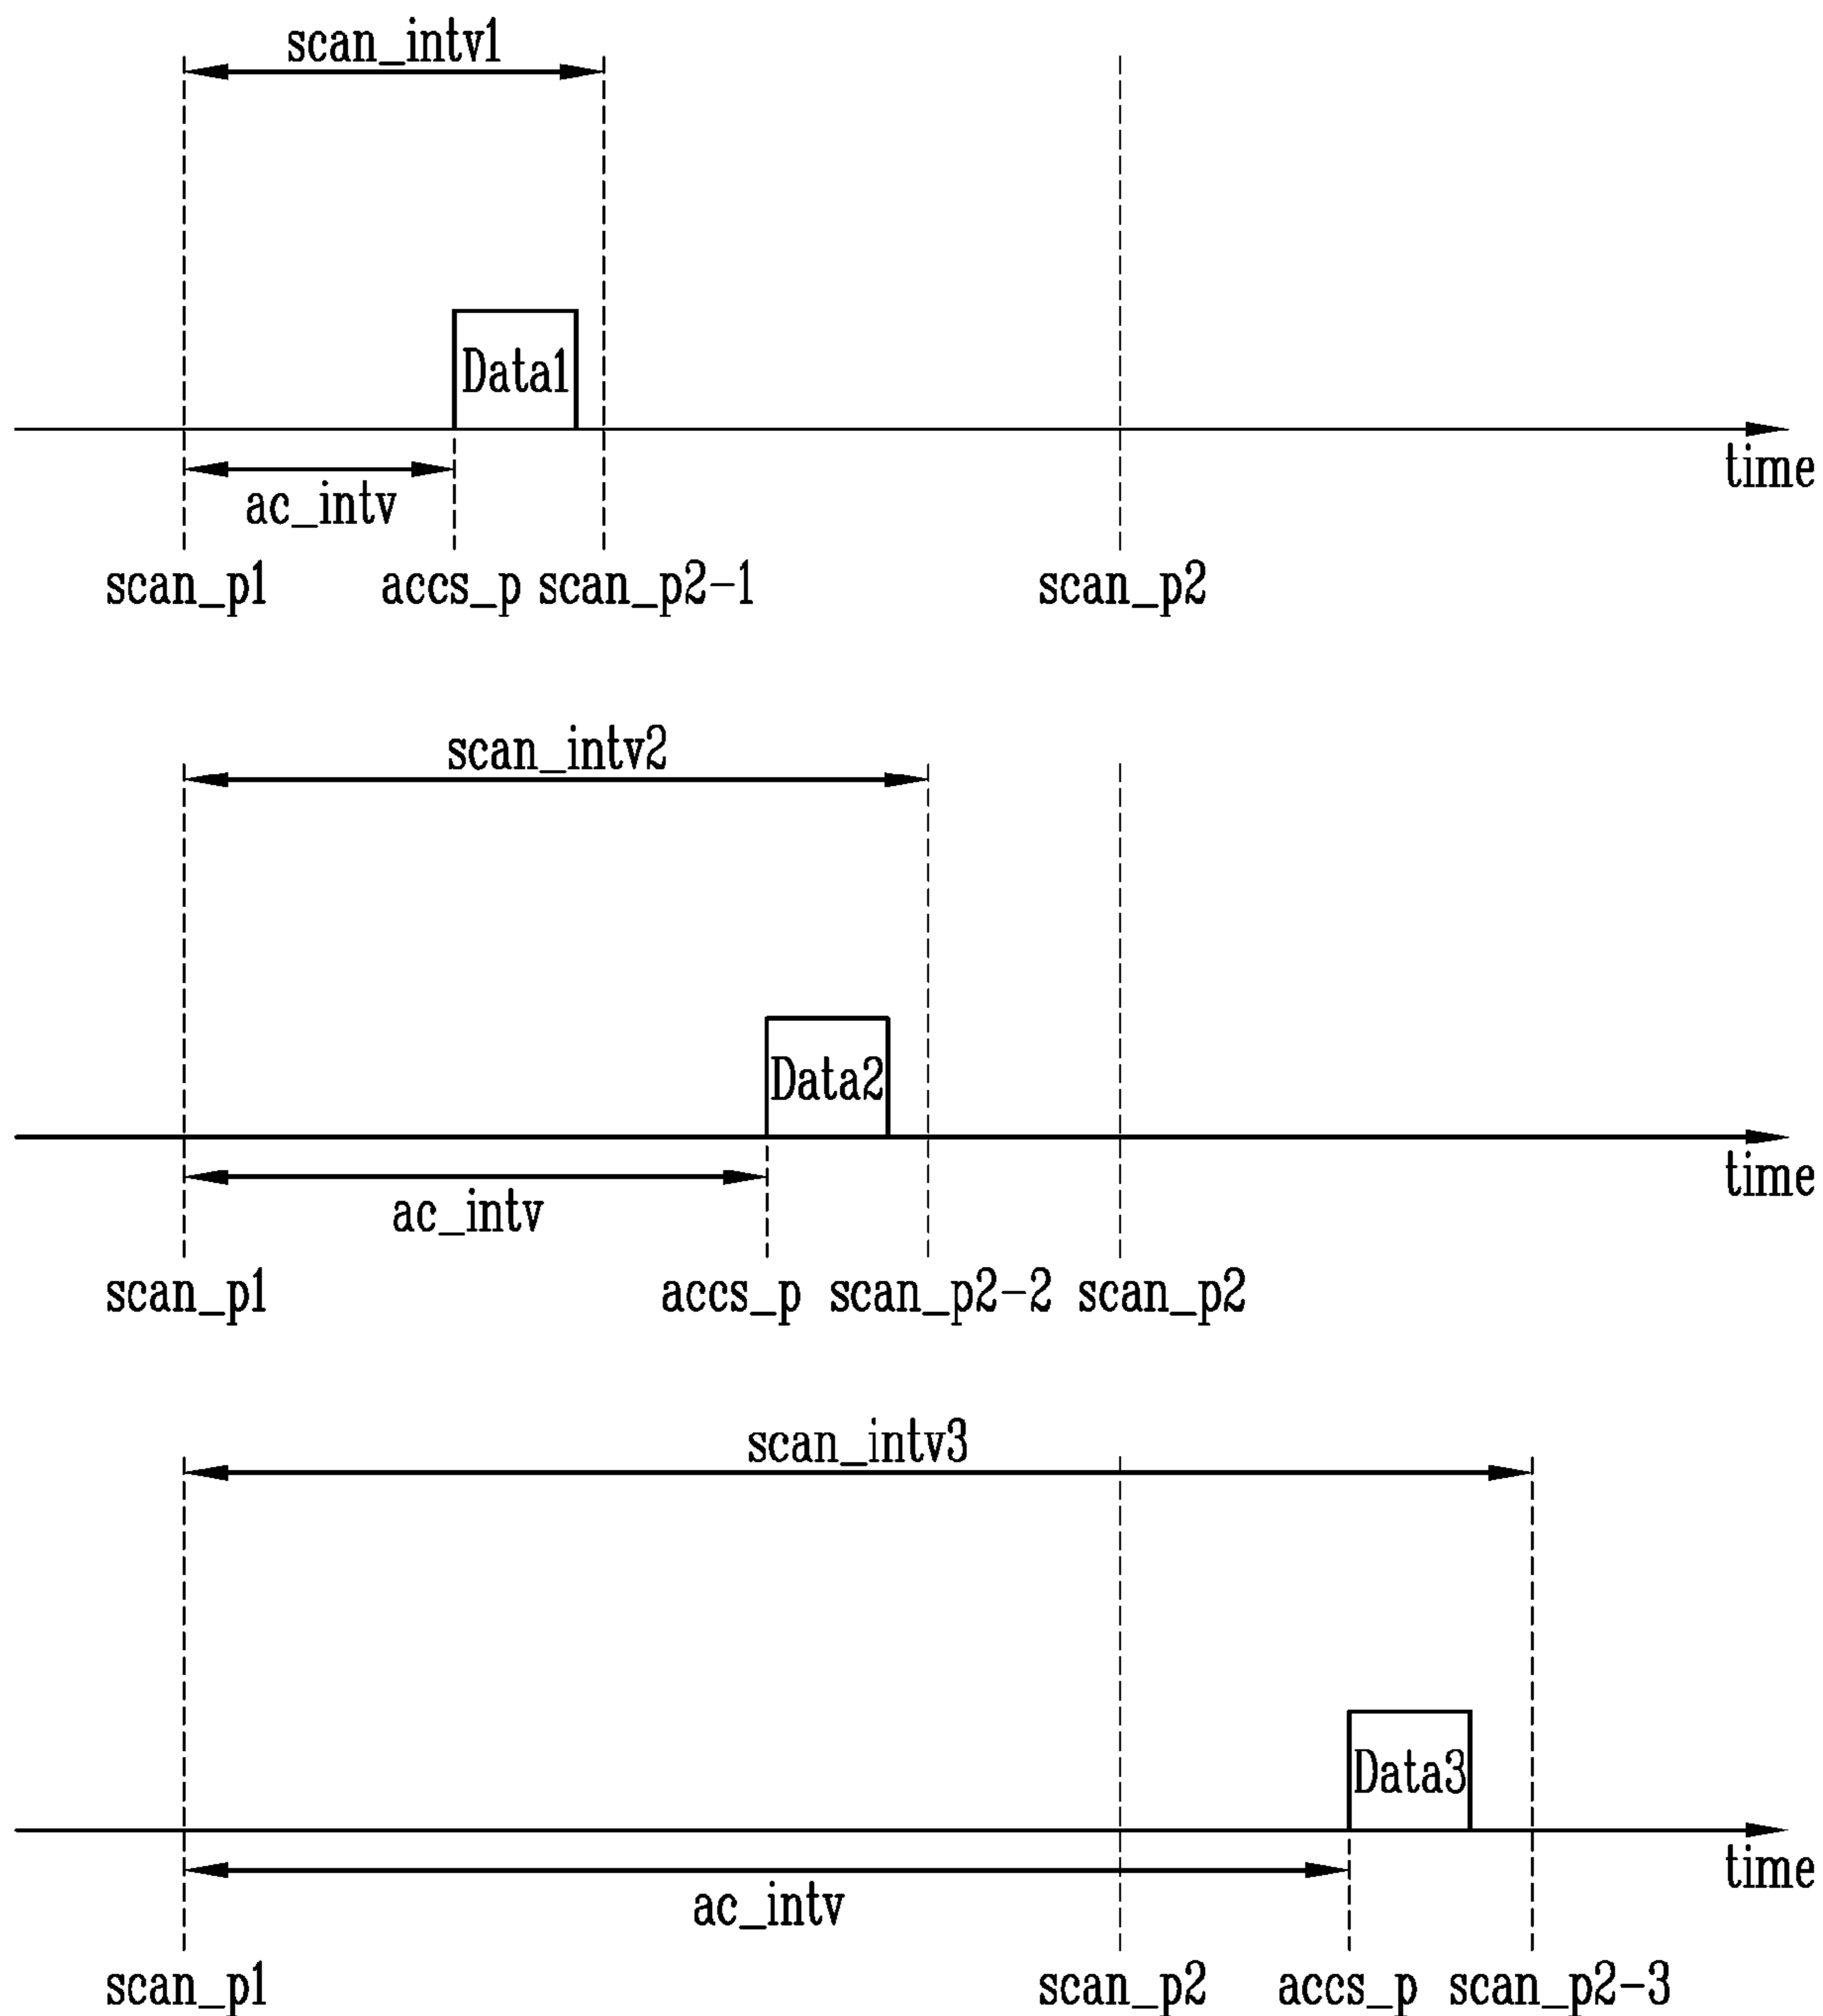 scan_intv1
Data1
time
ac_intv
scan_p1 accs_p scan_p2-1 scan_p2
scan_intv2
Data2
time
ac_intv
scan_p1 accs_p scan_p2-2 scan_p2
scan_intv3
Data3
time
ac_intv
scan_p1 scan_p2 accs_p scan_p2-3